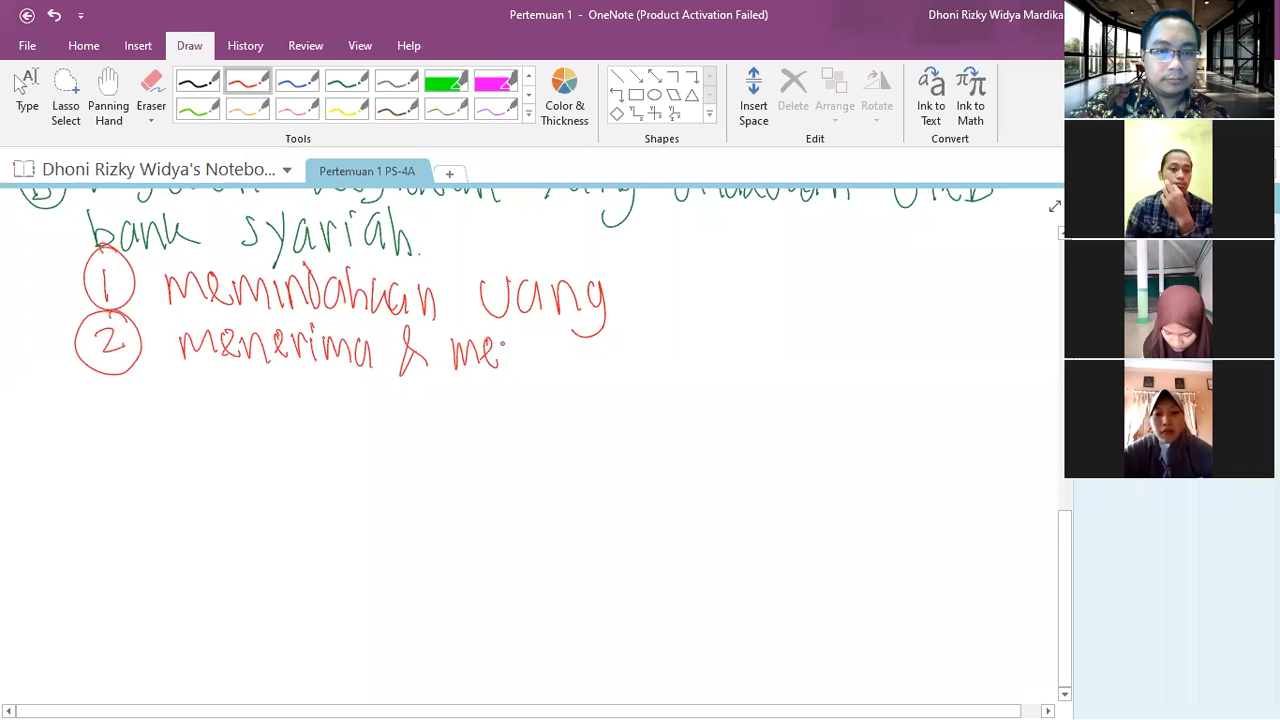 Pertemuan 1 - OneNote (Product Activation Failed)
Dhoni Rizky Widya Mardika
File Home Insert Draw History Review View Help
Type
Lasso Select
Panning Hand
Eraser
Color & Thickness
Insert Space
Delete
Arrange
Rotate
Ink to Text
Ink to Math
Tools
Shapes
Edit
Convert
Dhoni Rizky Widya's Notebo...
Pertemuan 1 PS-4A
yang
bank syariah.
1 memindahkan uang
2 menerima & me